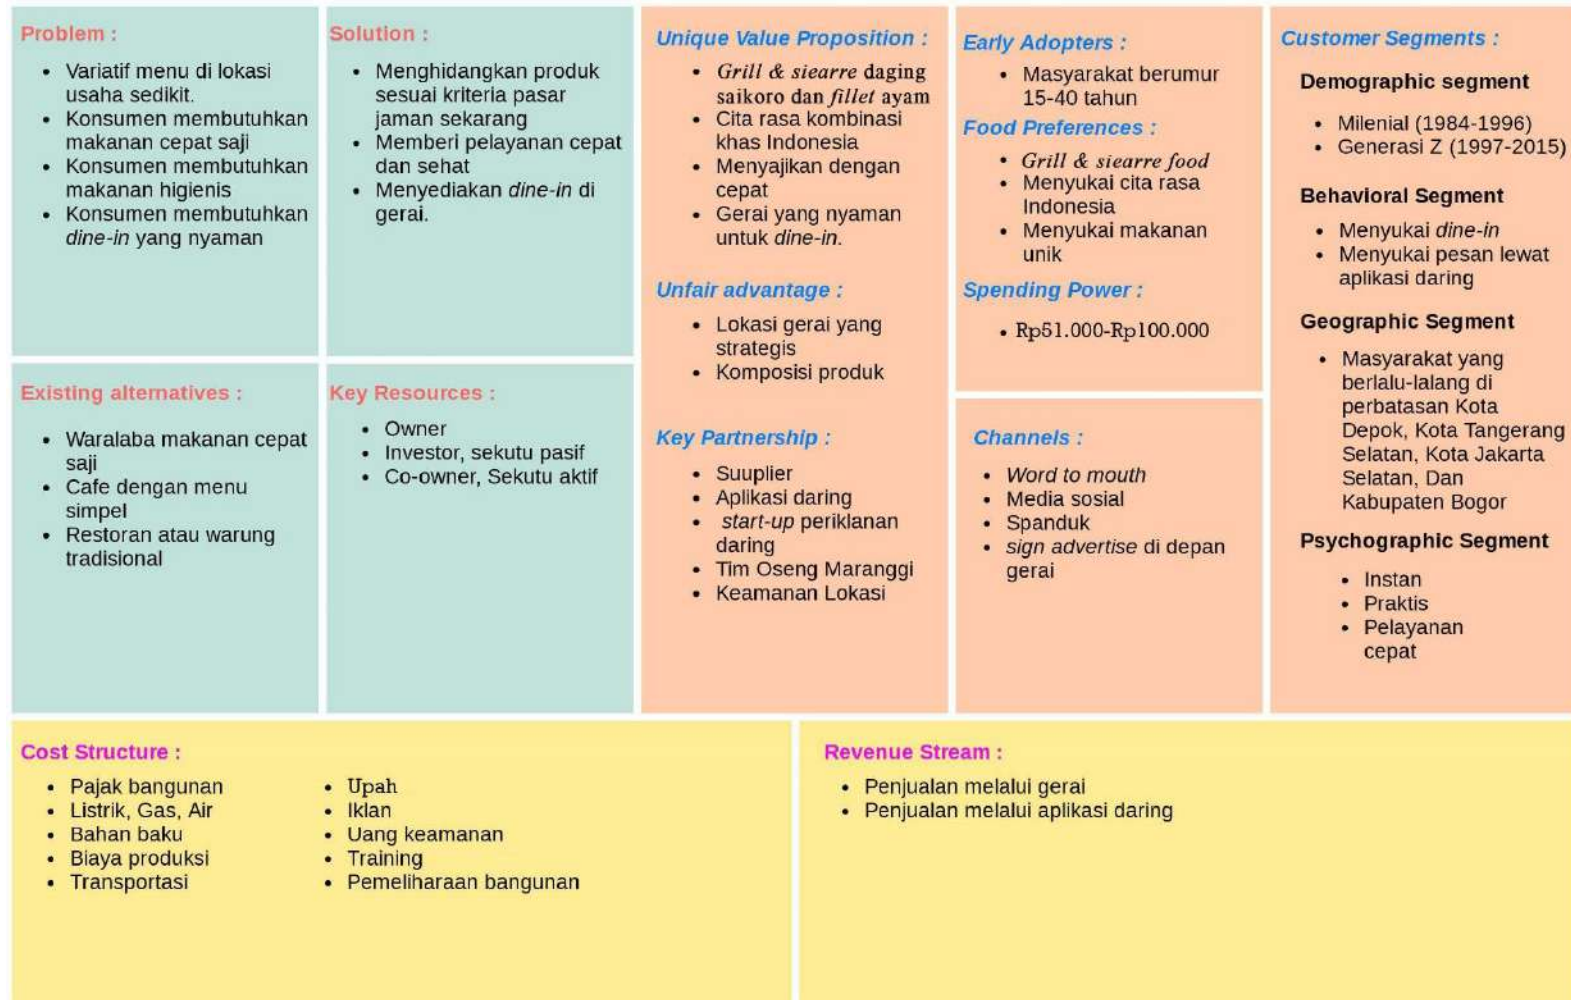 Problem :
• Variatif menu di lokasi
usaha sedikit.
• Konsumen membutuhkan
makanan cepat saji
• Konsumen membutuhkan
makanan higienis
• Konsumen membutuhkan
dine-in yang nyaman
Solution :
• Menghidangkan produk
sesuai kriteria pasar
jaman sekarang
• Memberi pelayanan cepat
dan sehat
• Menyediakan dine-in di
gerai.
Existing alternatives :
• Waralaba makanan cepat
saji
• Cafe dengan menu
simpel
• Restoran atau warung
tradisional
Key Resources :
• Owner
• Investor, sekutu pasif
• Co-owner, Sekutu aktif
Unique Value Proposition :
• Grill & siearre daging
saikoro dan fillet ayam
• Cita rasa kombinasi
khas Indonesia
• Menyajikan dengan
cepat
• Gerai yang nyaman
untuk dine-in.
Unfair advantage :
• Lokasi gerai yang
strategis
• Komposisi produk
Key Partnership :
• Suuplier
• Aplikasi daring
• start-up periklanan
daring
• Tim Oseng Maranggi
• Keamanan Lokasi
Early Adopters :
• Masyarakat berumur
15-40 tahun
Food Preferences :
• Grill & siearre food
• Menyukai cita rasa
Indonesia
• Menyukai makanan
unik
Spending Power :
• Rp51.000-Rp100.000
Channels :
• Word to mouth
• Media sosial
• Spanduk
• sign advertise di depan
gerai
Customer Segments :
Demographic segment
• Milenial (1984-1996)
• Generasi Z (1997-2015)
Behavioral Segment
• Menyukai dine-in
• Menyukai pesan lewat
aplikasi daring
Geographic Segment
• Masyarakat yang
berlalu-lalang di
perbatasan Kota
Depok, Kota Tangerang
Selatan, Kota Jakarta
Selatan, Dan
Kabupaten Bogor
Psychographic Segment
• Instan
• Praktis
• Pelayanan
cepat
Cost Structure :
• Pajak bangunan
• Listrik, Gas, Air
• Bahan baku
• Biaya produksi
• Transportasi
• Upah
• Iklan
• Uang keamanan
• Training
• Pemeliharaan bangunan
Revenue Stream :
• Penjualan melalui gerai
• Penjualan melalui aplikasi daring